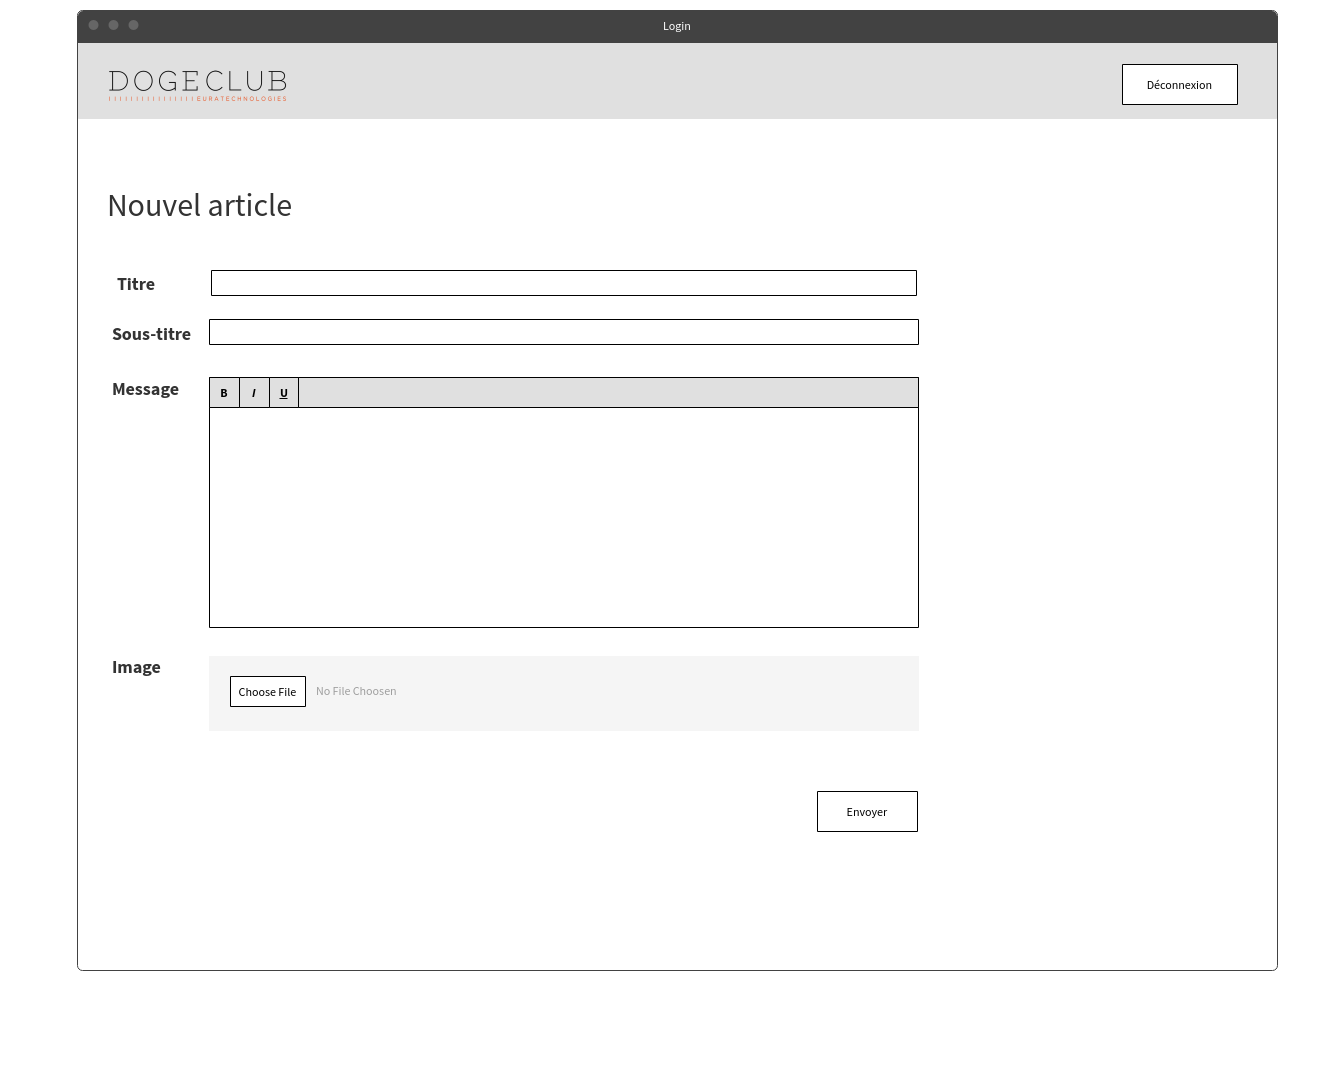 Login
DOGECLUB
EURATECHNOLOGIES
Déconnexion
Nouvel article
Titre
Sous-titre
Message
B I U
Image
Choose File No File Choosen
Envoyer